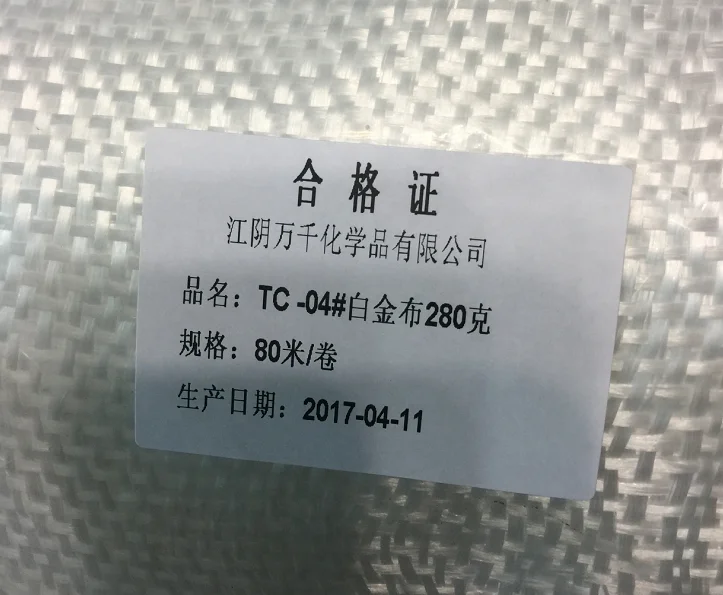 合格证
江阴万千化学品有限公司
品名：TC -04#白金布280克
规格：80米/卷
生产日期：2017-04-11